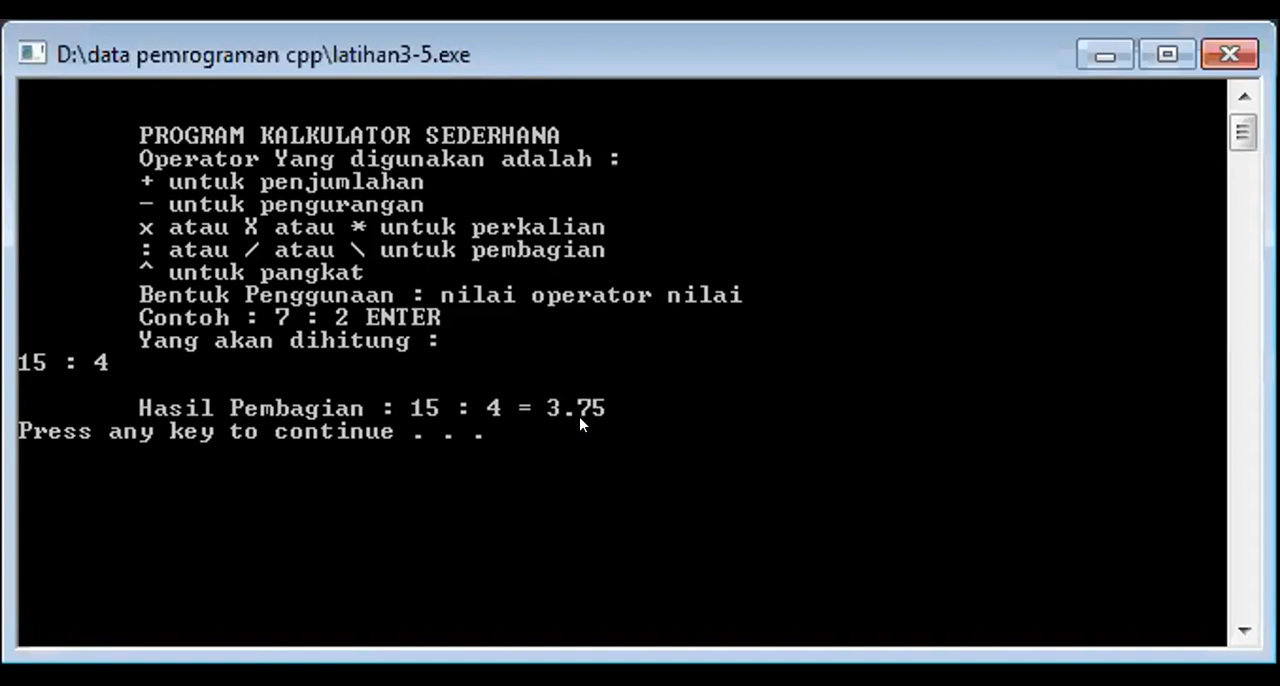 D:\data pemrograman cpp\latihan3-5.exe
PROGRAM KALKULATOR SEDERHANA
Operator Yang digunakan adalah :
+ untuk penjumlahan
- untuk pengurangan
x atau X atau * untuk perkalian
: atau / atau \ untuk pembagian
^ untuk pangkat
Bentuk Penggunaan : nilai operator nilai
Contoh : 7 : 2 ENTER
Yang akan dihitung :
15 : 4
Hasil Pembagian : 15 : 4 = 3.75
Press any key to continue . . .